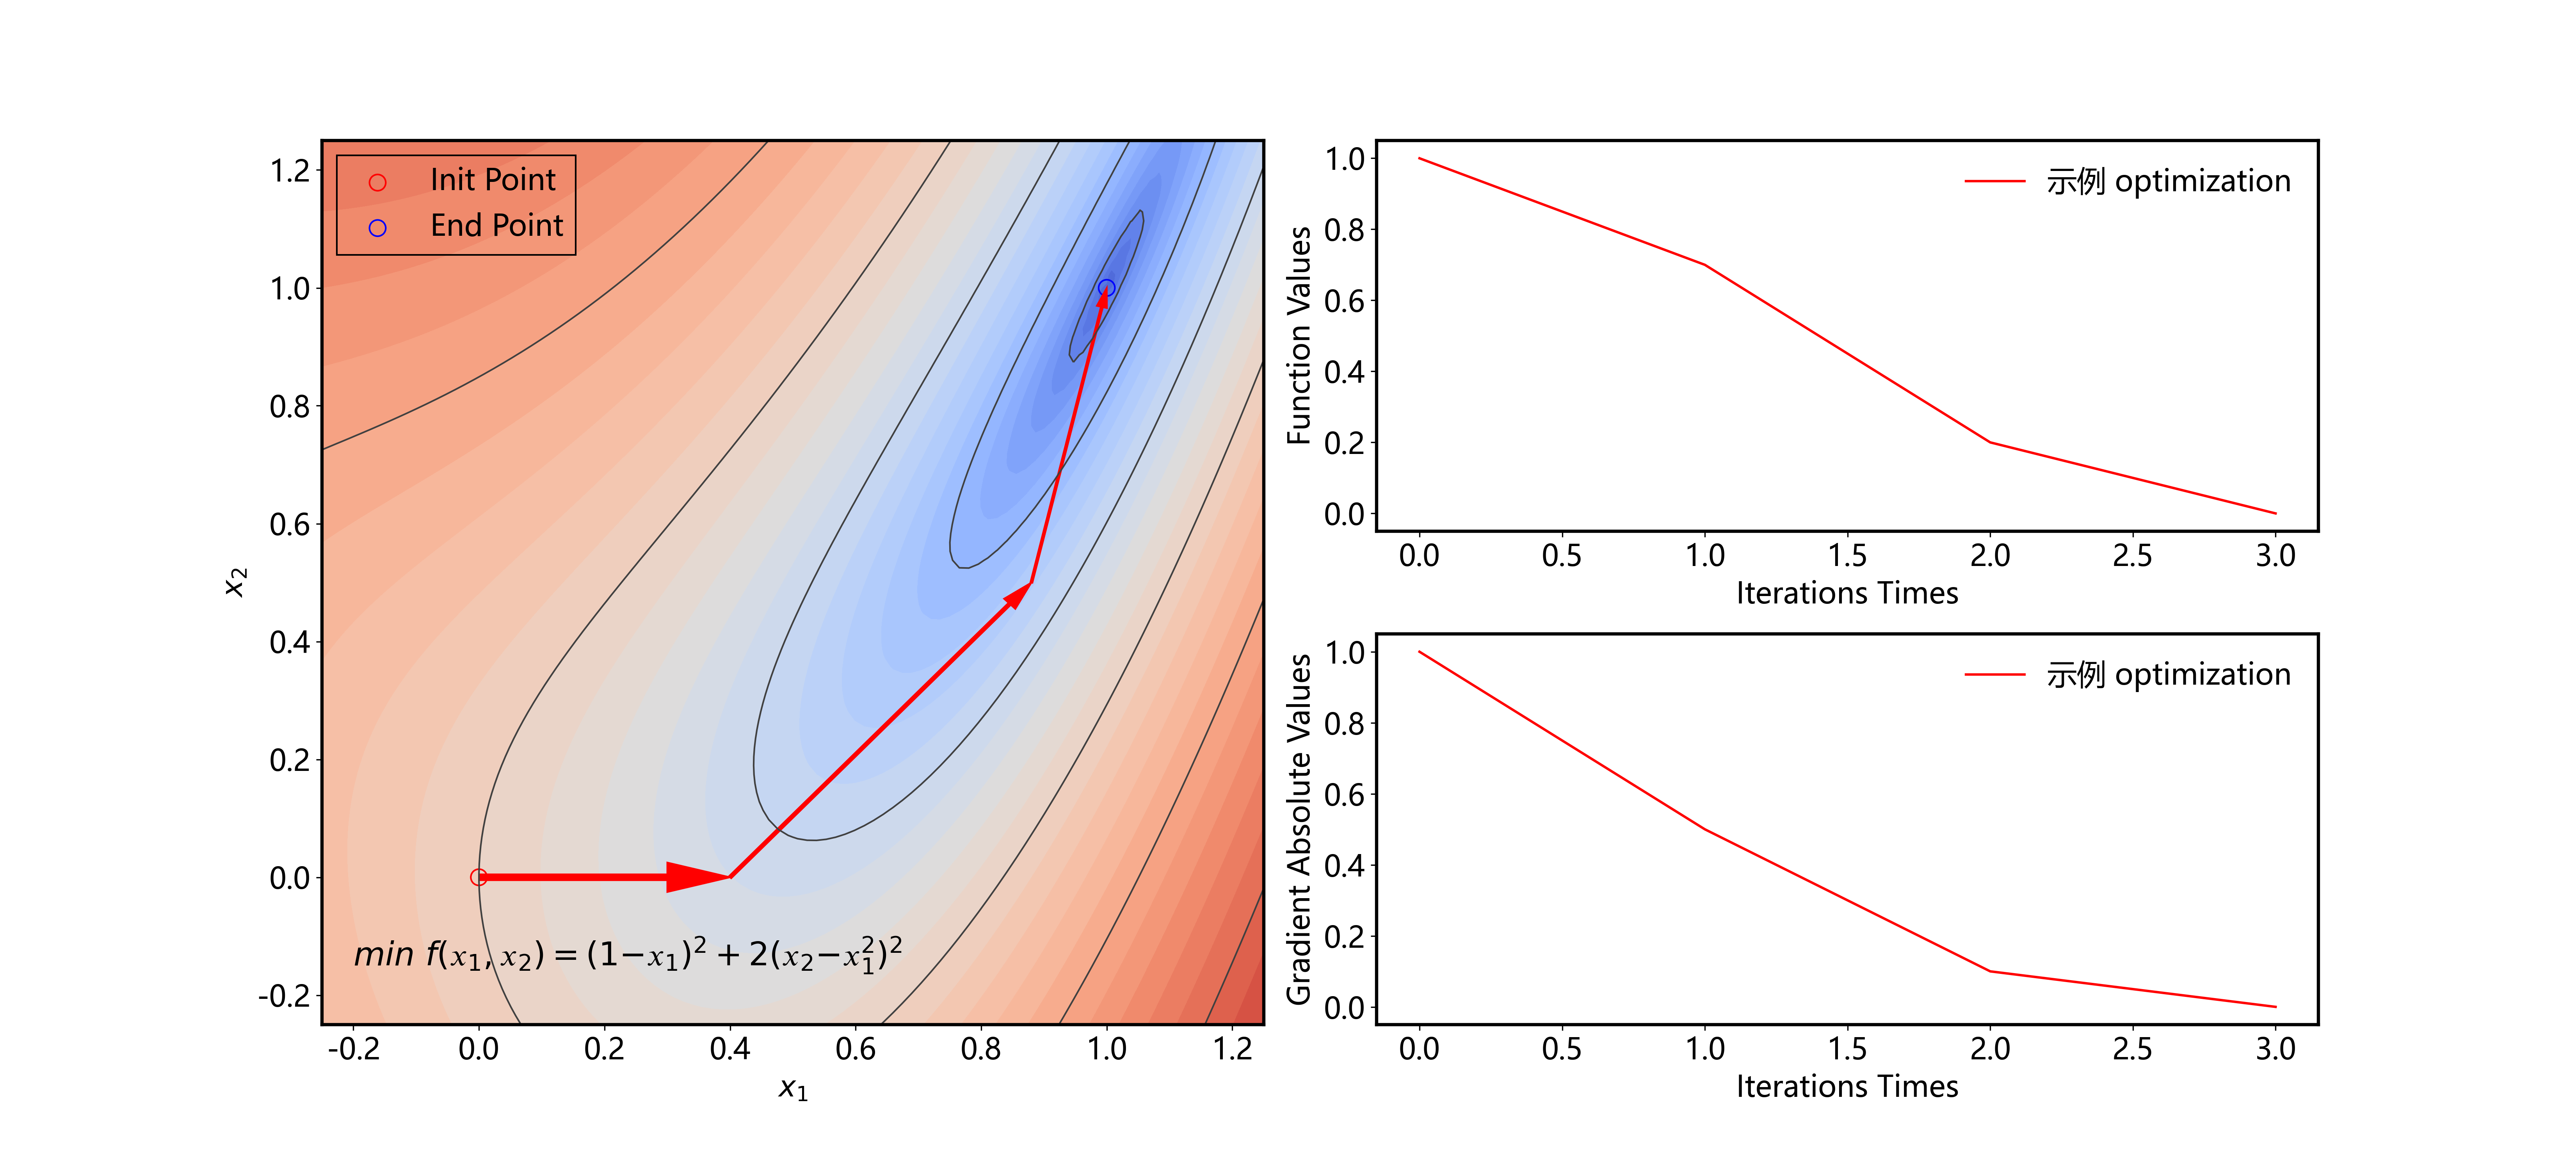 Init Point
End Point
1.2
1.0
0.8
0.6
0.4
0.2
0.0
-0.2
x₂
min f(x₁, x₂) = (1−x₁)² + 2(x₂−x₁²)²
-0.2 0.0 0.2 0.4 0.6 0.8 1.0 1.2
x₁
示例 optimization
1.0
0.8
0.6
0.4
0.2
0.0
Function Values
0.0 0.5 1.0 1.5 2.0 2.5 3.0
Iterations Times
示例 optimization
1.0
0.8
0.6
0.4
0.2
0.0
Gradient Absolute Values
0.0 0.5 1.0 1.5 2.0 2.5 3.0
Iterations Times